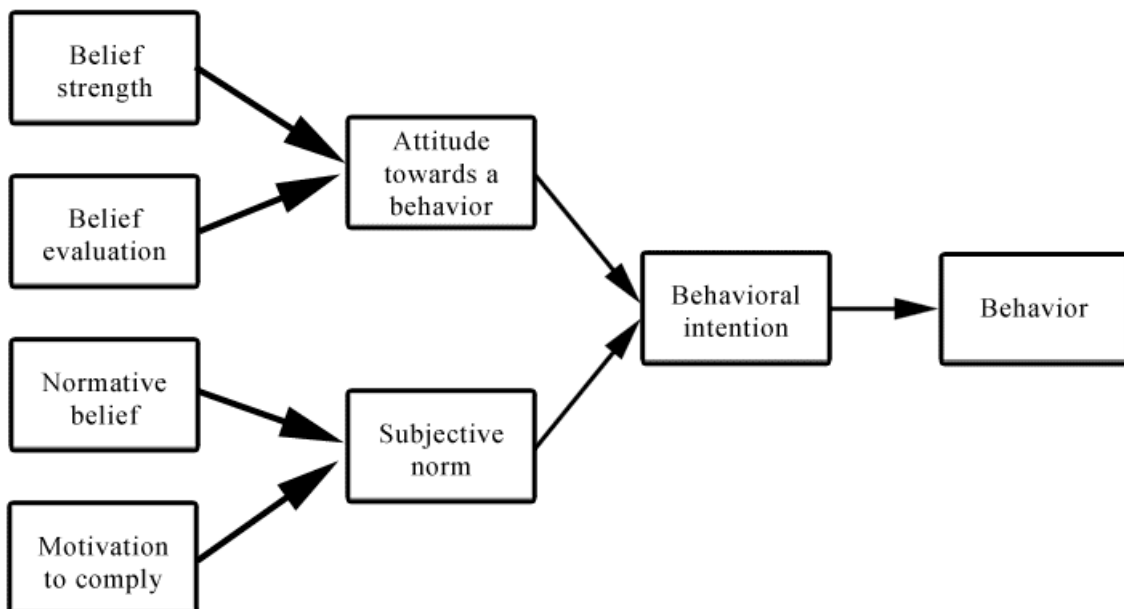 Belief
strength
Belief
evaluation
Normative
belief
Motivation
to comply
Attitude
towards a
behavior
Subjective
norm
Behavioral
intention
Behavior